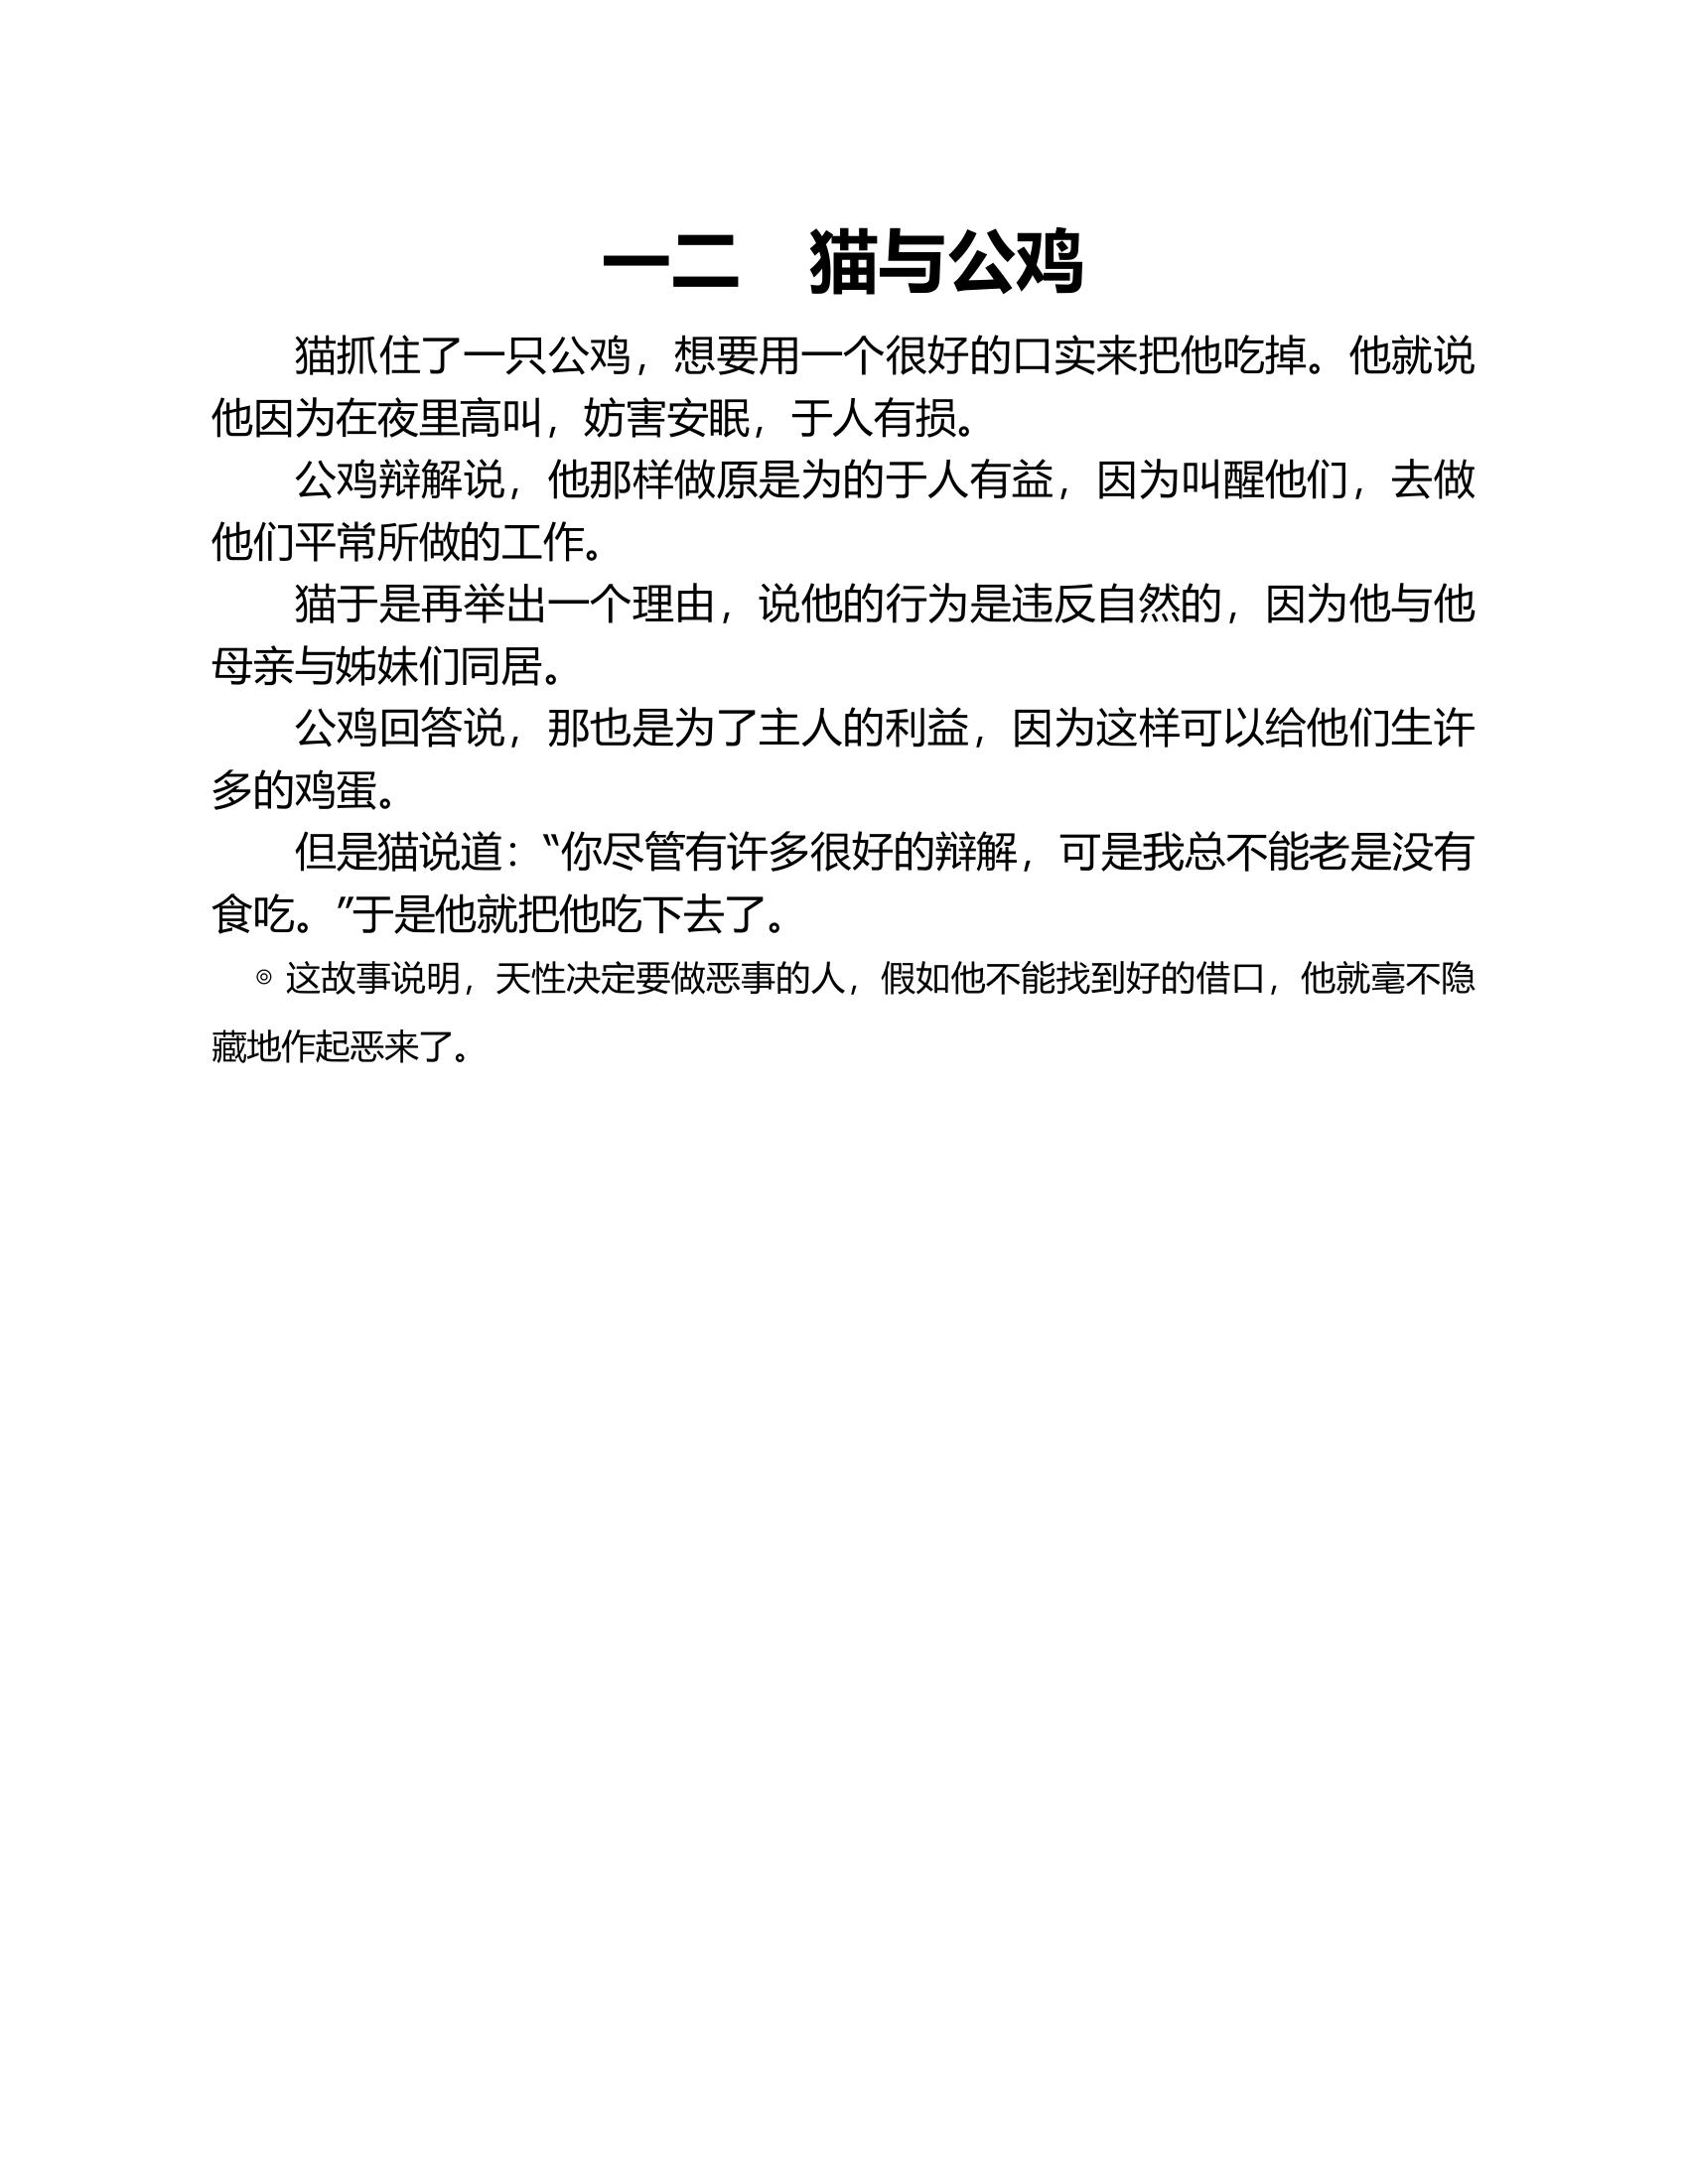 一二　猫与公鸡
猫抓住了一只公鸡，想要用一个很好的口实来把他吃掉。他就说
他因为在夜里高叫，妨害安眠，于人有损。
公鸡辩解说，他那样做原是为的于人有益，因为叫醒他们，去做
他们平常所做的工作。
猫于是再举出一个理由，说他的行为是违反自然的，因为他与他
母亲与姊妹们同居。
公鸡回答说，那也是为了主人的利益，因为这样可以给他们生许
多的鸡蛋。
但是猫说道：“你尽管有许多很好的辩解，可是我总不能老是没有
食吃。”于是他就把他吃下去了。
◎ 这故事说明，天性决定要做恶事的人，假如他不能找到好的借口，他就毫不隐
藏地作起恶来了。